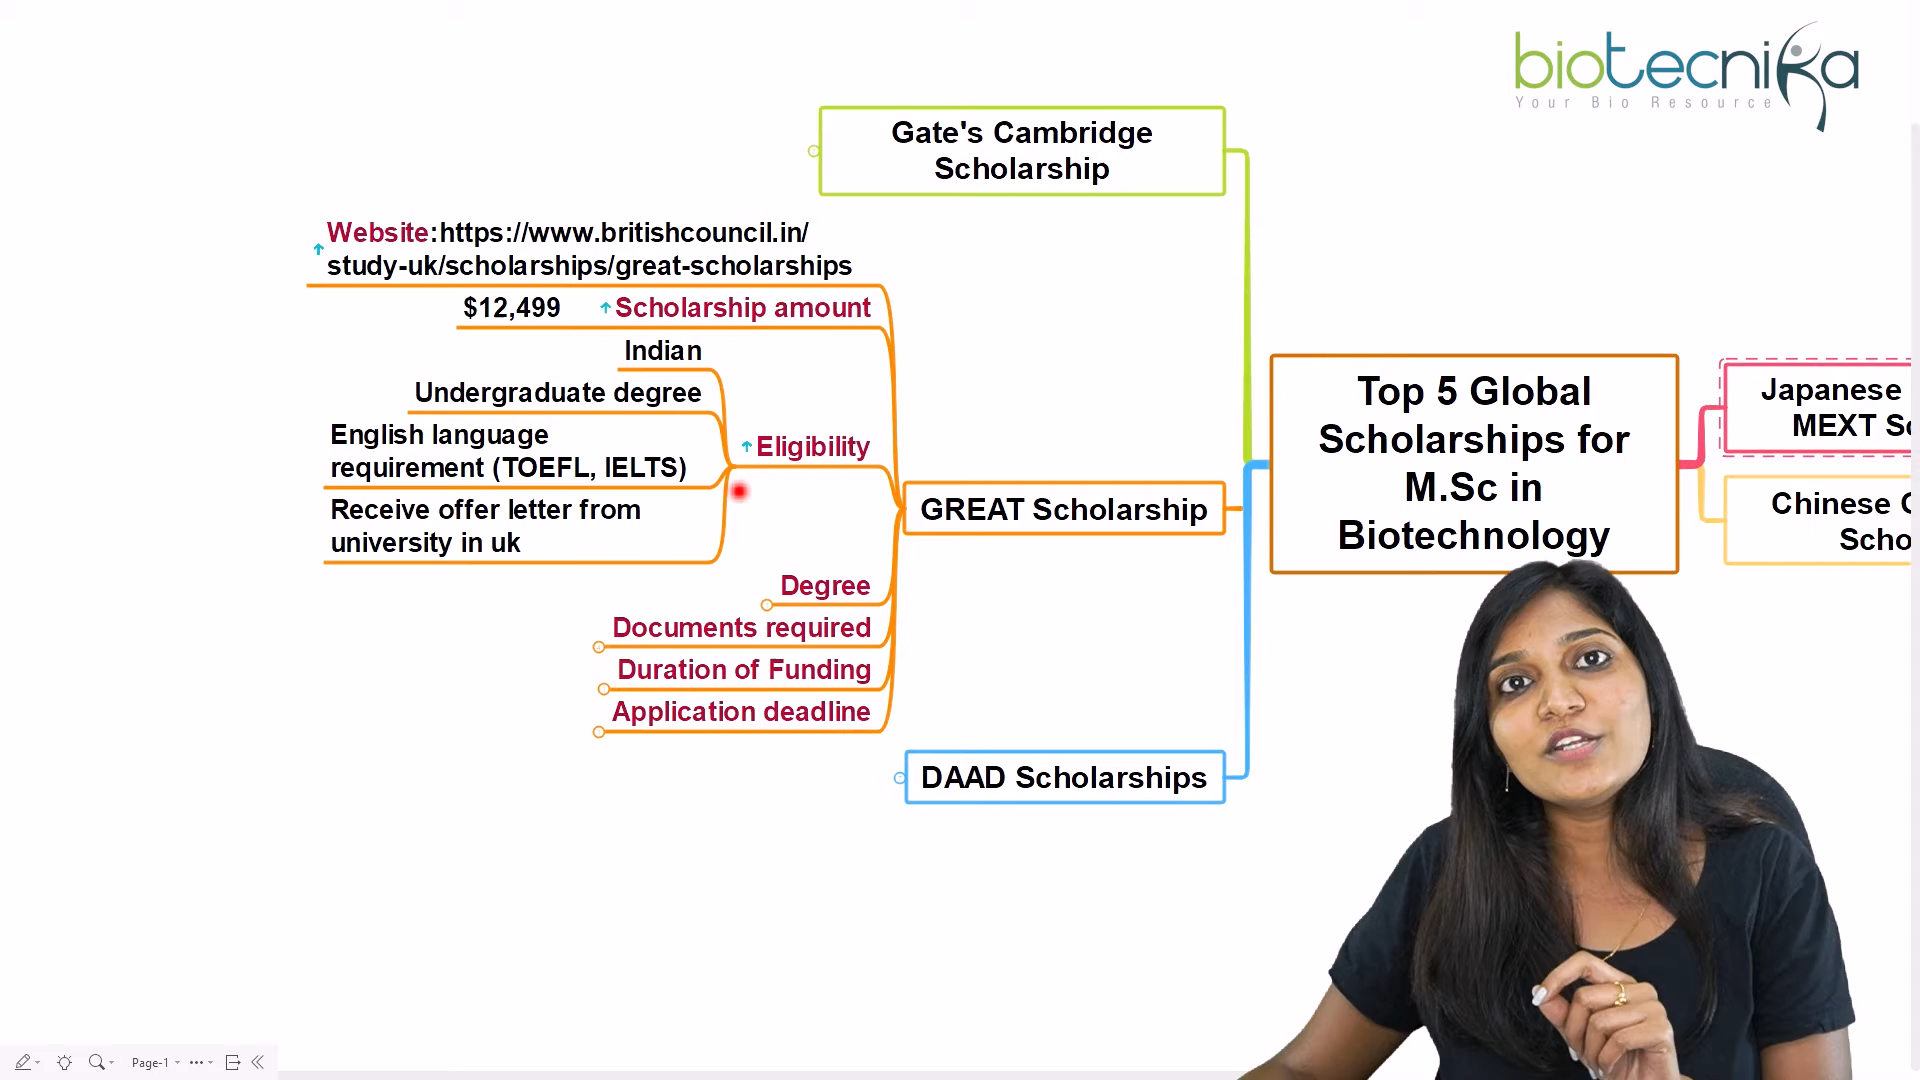 biotecnika
Your Bio Resource
Gate's Cambridge
Scholarship
Website:https://www.britishcouncil.in/
study-uk/scholarships/great-scholarships
$12,499
Scholarship amount
Indian
Undergraduate degree
English language
requirement (TOEFL, IELTS)
Receive offer letter from
university in uk
Eligibility
GREAT Scholarship
Degree
Documents required
Duration of Funding
Application deadline
DAAD Scholarships
Top 5 Global
Scholarships for
M.Sc in
Biotechnology
Japanese
MEXT
Chinese
Page-1